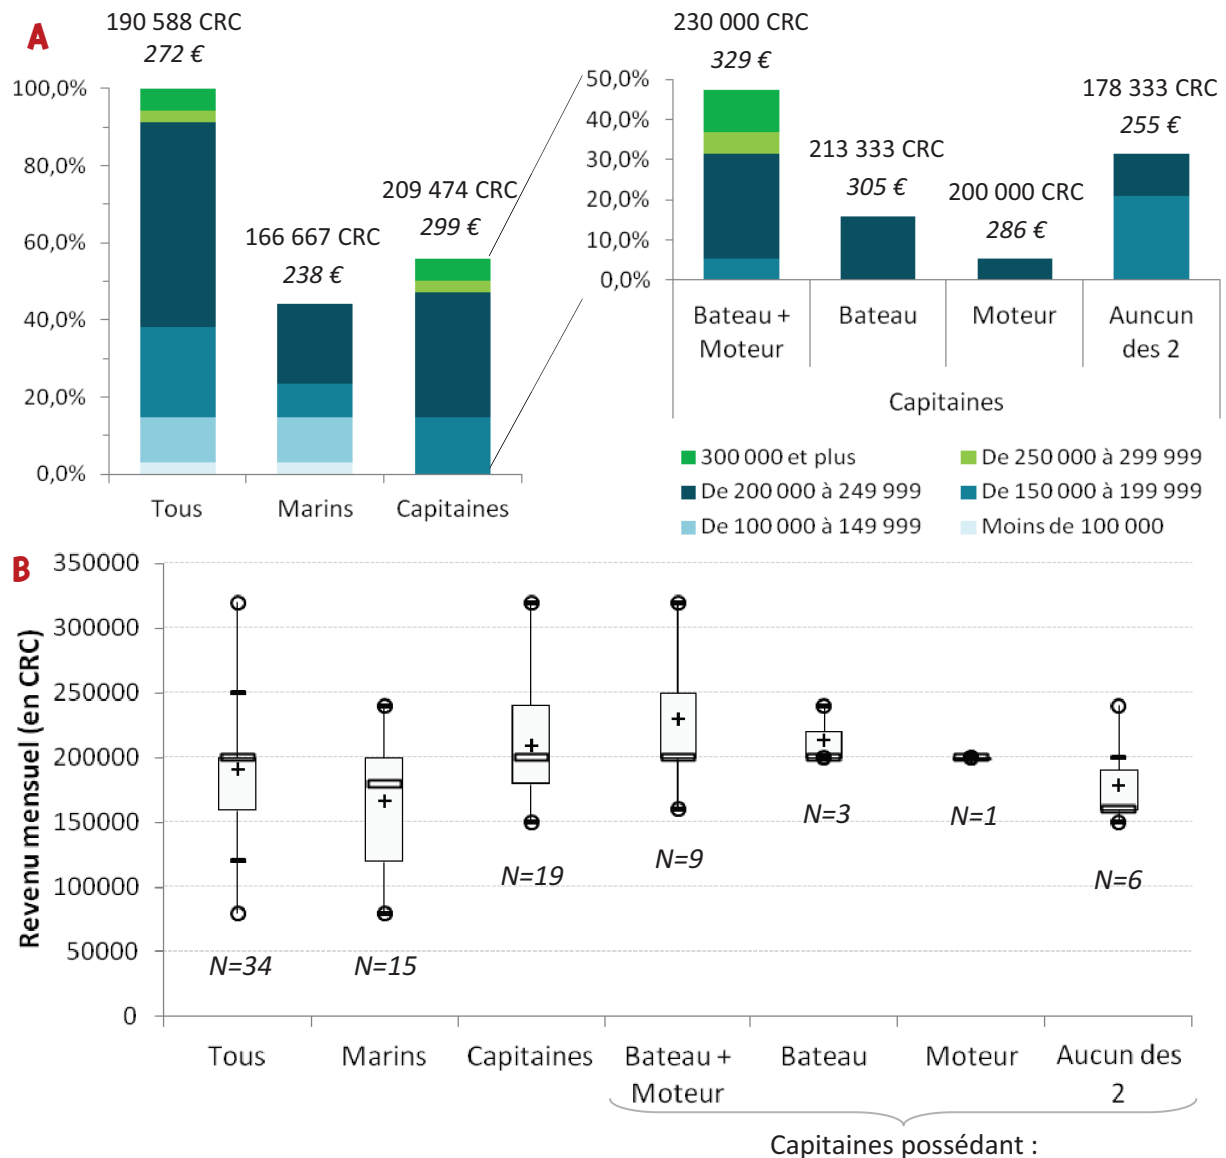 A
190 588 CRC
272 €
100,0%
80,0%
60,0%
40,0%
20,0%
0,0%
166 667 CRC
238 €
209 474 CRC
299 €
Tous
Marins
Capitaines
230 000 CRC
329 €
50,0%
40,0%
30,0%
20,0%
10,0%
0,0%
213 333 CRC
305 €
200 000 CRC
286 €
178 333 CRC
255 €
Bateau +
Moteur
Bateau
Moteur
Auncun
des 2
Capitaines
300 000 et plus
De 250 000 à 299 999
De 200 000 à 249 999
De 150 000 à 199 999
De 100 000 à 149 999
Moins de 100 000
B
Revenu mensuel (en CRC)
350000
300000
250000
200000
150000
100000
50000
0
N=34
N=15
N=19
N=9
N=3
N=1
N=6
Tous
Marins
Capitaines
Bateau +
Moteur
Bateau
Moteur
Aucun des
2
Capitaines possédant :